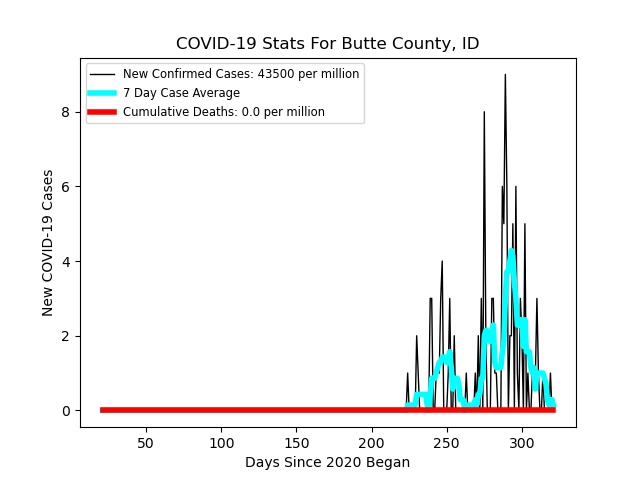 COVID-19 Stats For Butte County, ID
New Confirmed Cases: 43500 per million
7 Day Case Average
Cumulative Deaths: 0.0 per million
New COVID-19 Cases
8
6
4
2
0
50 100 150 200 250 300
Days Since 2020 Began